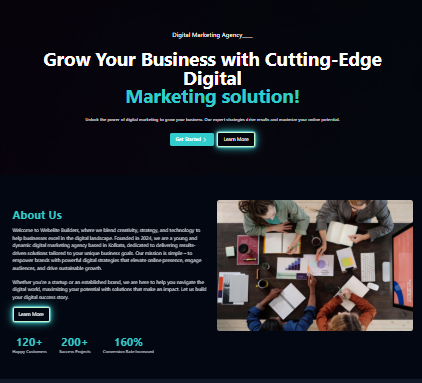 Digital Marketing Agency___
Grow Your Business with Cutting-Edge
Digital
Marketing solution!
Unlock the power of digital marketing to grow your business. Our expert strategies drive results and maximize your online potential.
Get Started >
Learn More
About Us
Welcome to Webelite Builders, where we blend creativity, strategy, and technology to
help businesses excel in the digital landscape. Founded in 2024, we are a young and
dynamic digital marketing agency based in Kolkata, dedicated to delivering results-
driven solutions tailored to your unique business goals. Our mission is simple – to
empower brands with powerful digital strategies that elevate online presence, engage
audiences, and drive sustainable growth.
Whether you're a startup or an established brand, we are here to help you navigate the
digital world, maximizing your potential with solutions that make an impact. Let us build
your digital success story.
Learn More
120+
Happy Customers
200+
Success Projects
160%
Conversion Rate Increased